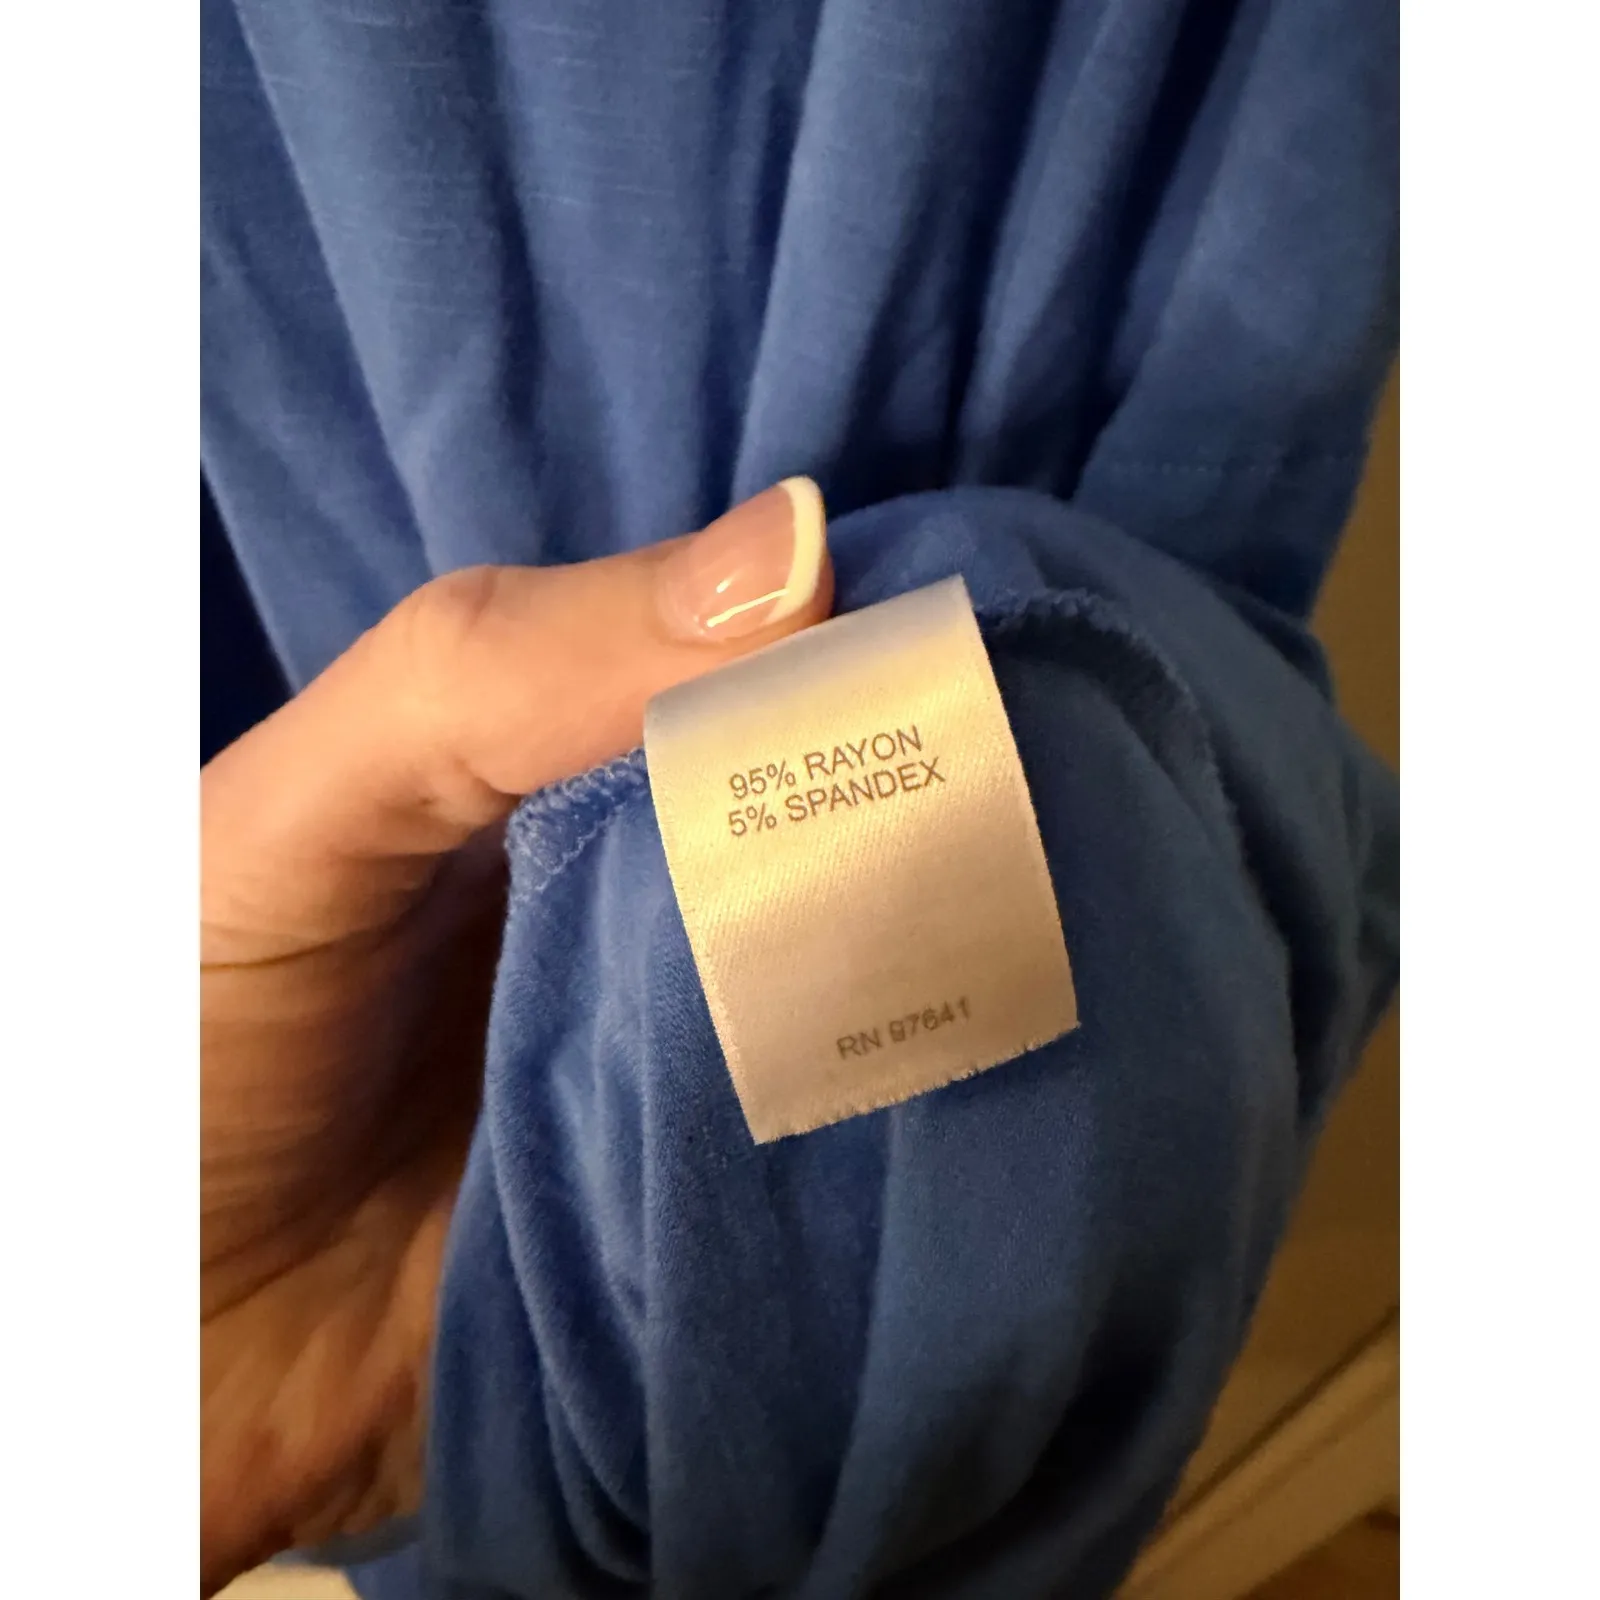 95% RAYON
5% SPANDEX
RN 97641